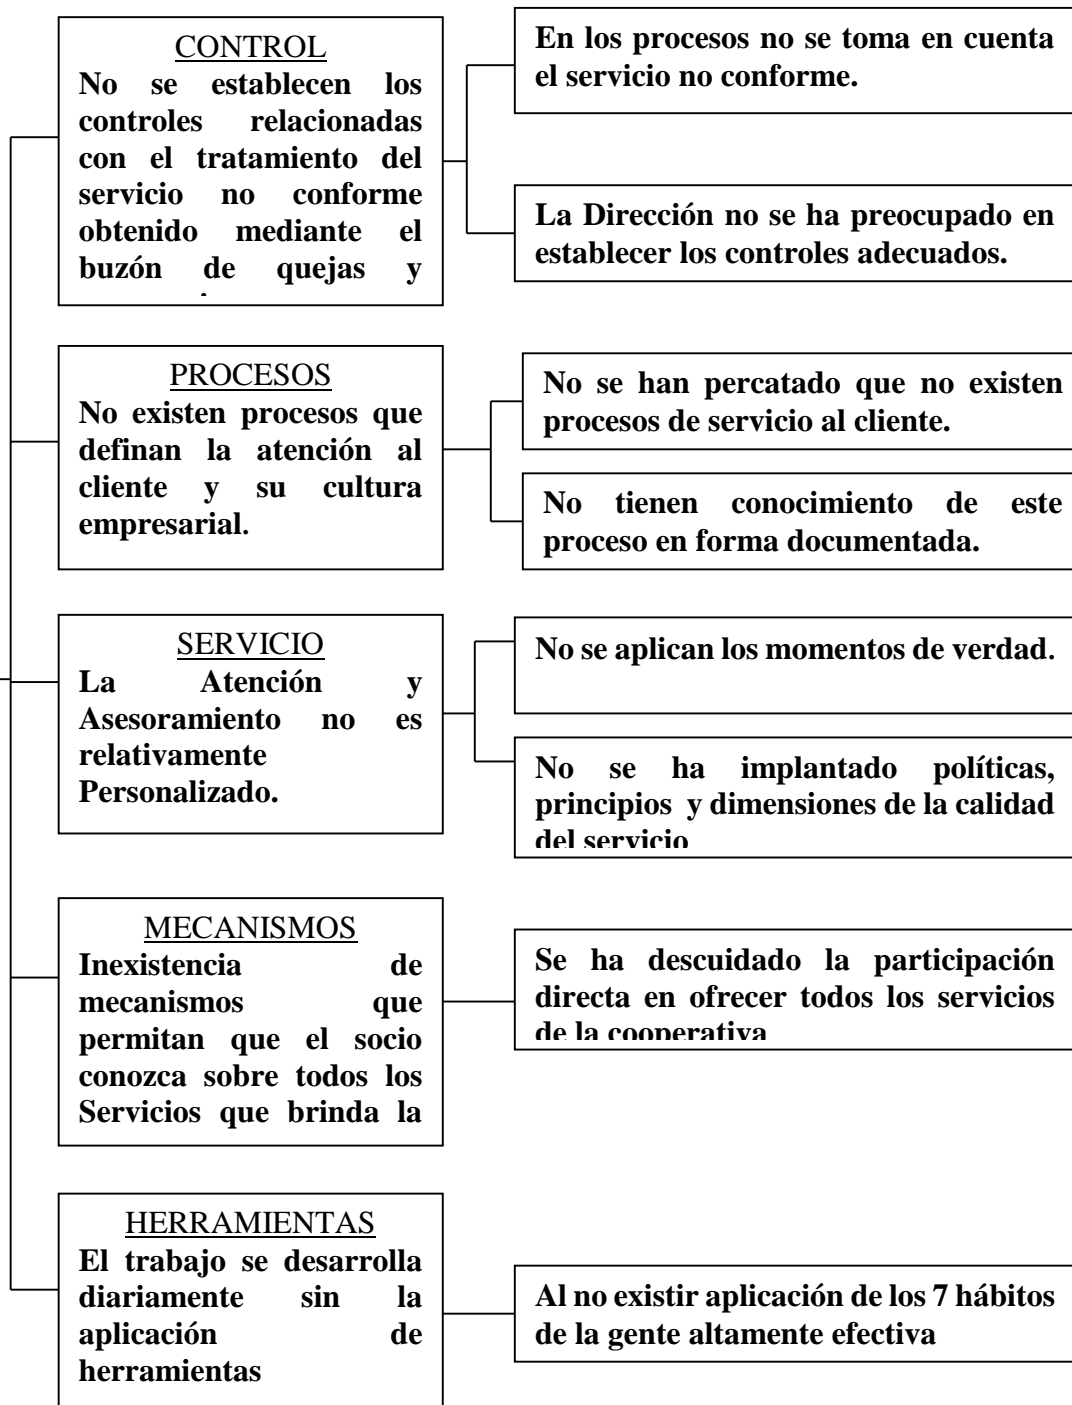 CONTROL
No se establecen los
controles relacionadas
con el tratamiento del
servicio no conforme
obtenido mediante el
buzón de quejas y
En los procesos no se toma en cuenta
el servicio no conforme.
La Dirección no se ha preocupado en
establecer los controles adecuados.
PROCESOS
No existen procesos que
definan la atención al
cliente y su cultura
empresarial.
No se han percatado que no existen
procesos de servicio al cliente.
No tienen conocimiento de este
proceso en forma documentada.
SERVICIO
La Atención y
Asesoramiento no es
relativamente
Personalizado.
No se aplican los momentos de verdad.
No se ha implantado políticas,
principios y dimensiones de la calidad
del servicio
MECANISMOS
Inexistencia de
mecanismos que
permitan que el socio
conozca sobre todos los
Servicios que brinda la
Se ha descuidado la participación
directa en ofrecer todos los servicios
de la cooperativa
HERRAMIENTAS
El trabajo se desarrolla
diariamente sin la
aplicación de
herramientas
Al no existir aplicación de los 7 hábitos
de la gente altamente efectiva